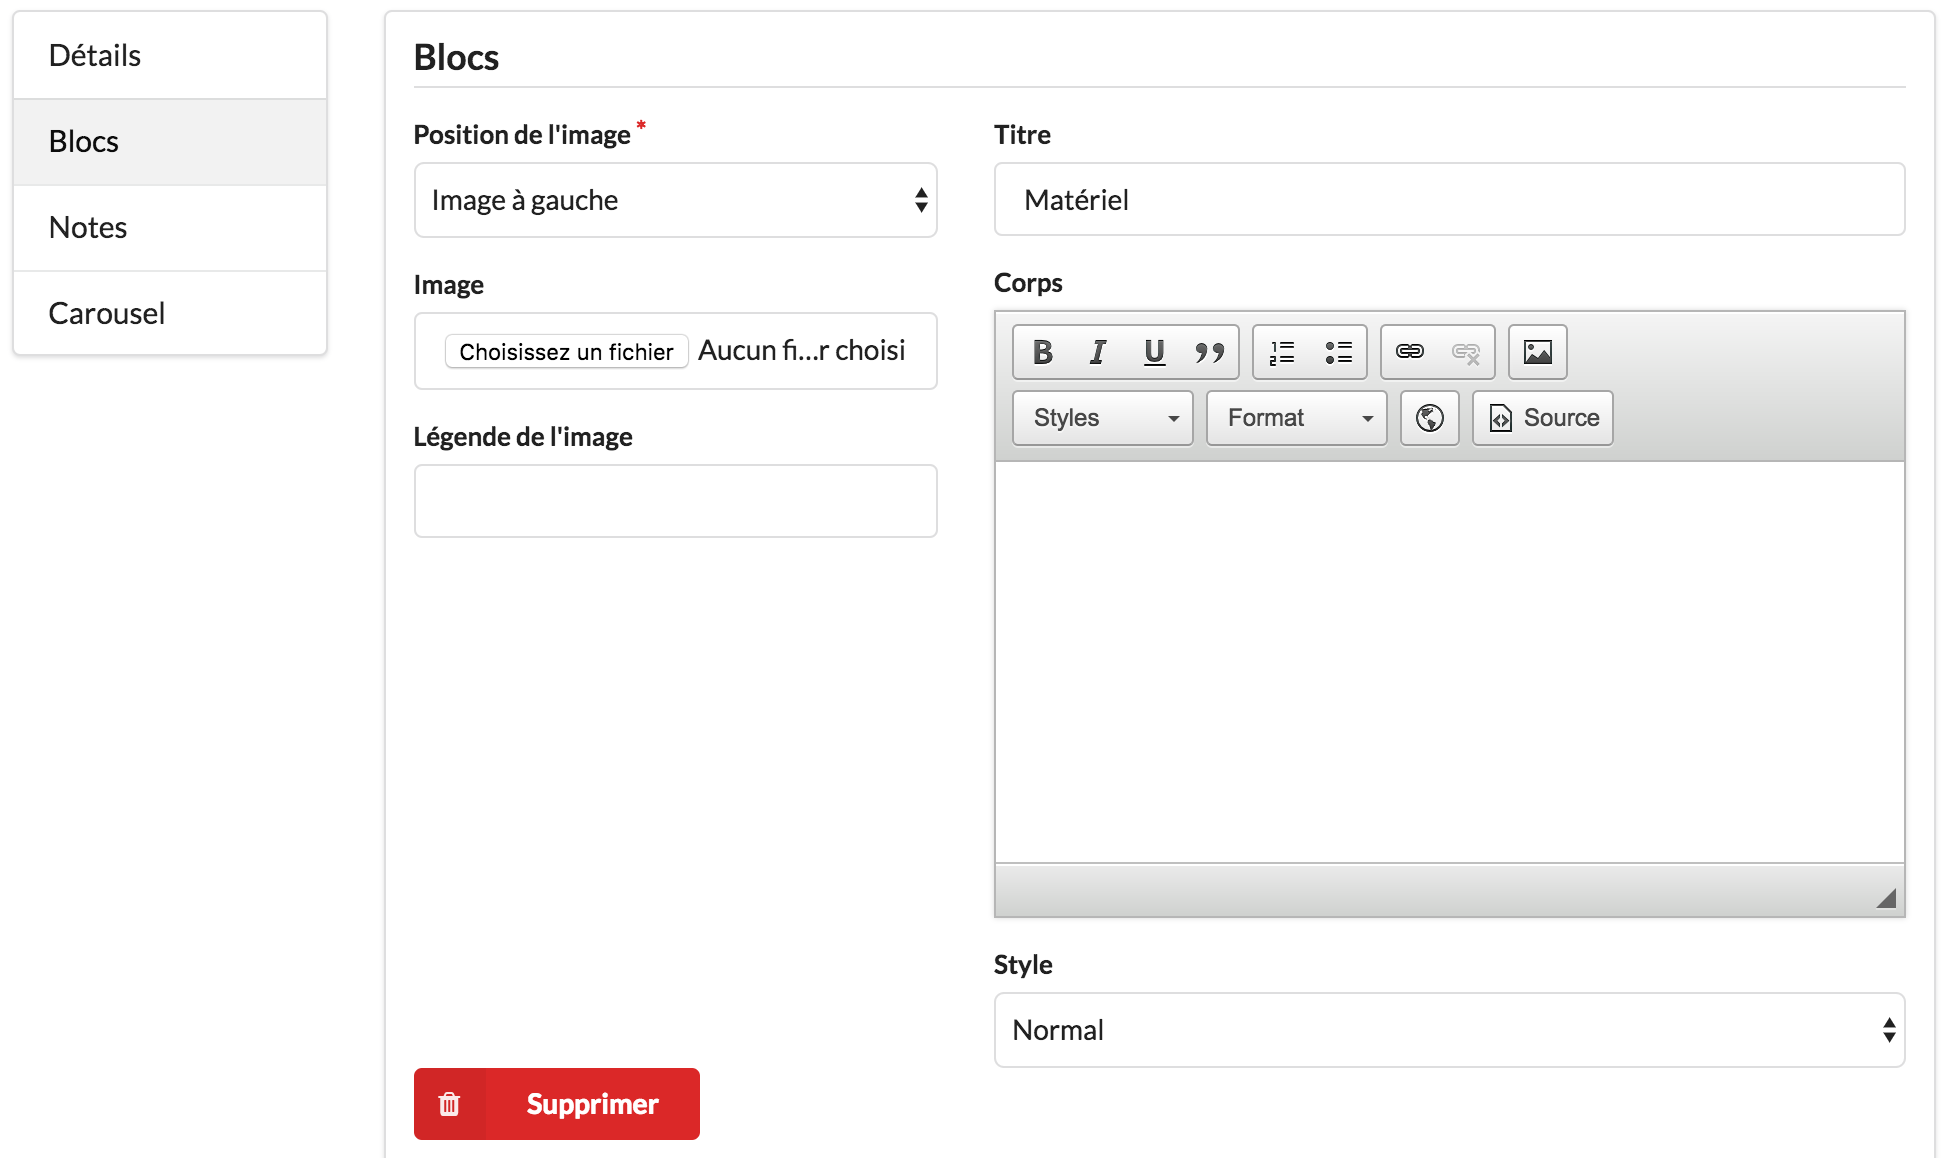 Détails
Blocs
Notes
Carousel
Blocs
Position de l'image *
Image à gauche
Image
Choisissez un fichier Aucun fi...r choisi
Légende de l'image
Supprimer
Titre
Matériel
Corps
B I U ”
Styles Format Source
Style
Normal